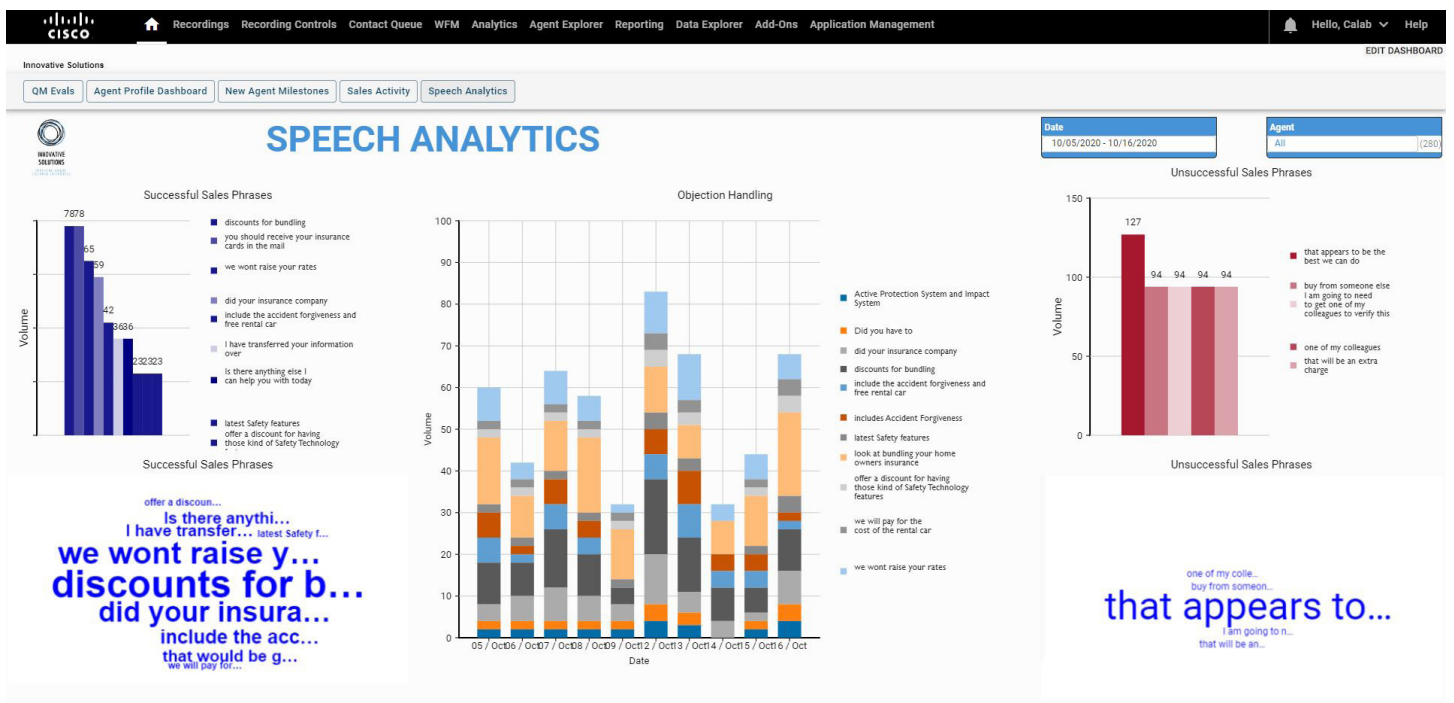 cisco
Recordings Recording Controls Contact Queue WFM Analytics Agent Explorer Reporting Data Explorer Add-Ons Application Management
Hello, Calab Help
EDIT DASHBOARD
Innovative Solutions
QM Evals Agent Profile Dashboard New Agent Milestones Sales Activity Speech Analytics
INNOVATIVE
SOLUTIONS
SPEECH ANALYTICS
Date
10/05/2020 - 10/16/2020
Agent
All (280)
Successful Sales Phrases
Volume
78 78 65 59 42 36 36 23 23 23
discounts for bundling
you should receive your insurance
cards in the mail
we wont raise your rates
did your insurance company
include the accident forgiveness and
free rental car
I have transferred your information
over
Is there anything else I
can help you with today
latest Safety features
offer a discount for having
those kind of Safety Technology
Successful Sales Phrases
offer a discoun...
Is there anythi...
I have transfer... latest Safety f...
we wont raise y...
discounts for b...
did your insura...
include the acc...
that would be g...
we will pay for...
Objection Handling
Volume
100
90
80
70
60
50
40
30
20
10
0
05 / Oct 06 / Oct 07 / Oct 08 / Oct 09 / Oct 12 / Oct 13 / Oct 14 / Oct 15 / Oct 16 / Oct
Date
Active Protection System and Impact
System
Did you have to
did your insurance company
discounts for bundling
include the accident forgiveness and
free rental car
includes Accident Forgiveness
latest Safety features
look at bundling your home
owners insurance
offer a discount for having
those kind of Safety Technology
features
we will pay for the
cost of the rental car
we wont raise your rates
Unsuccessful Sales Phrases
Volume
150
100
50
0
127 94 94 94 94
that appears to be the
best we can do
buy from someone else
I am going to need
to get one of my
colleagues to verify this
one of my colleagues
that will be an extra
charge
Unsuccessful Sales Phrases
one of my colle...
buy from someon...
that appears to...
I am going to n...
that will be an...